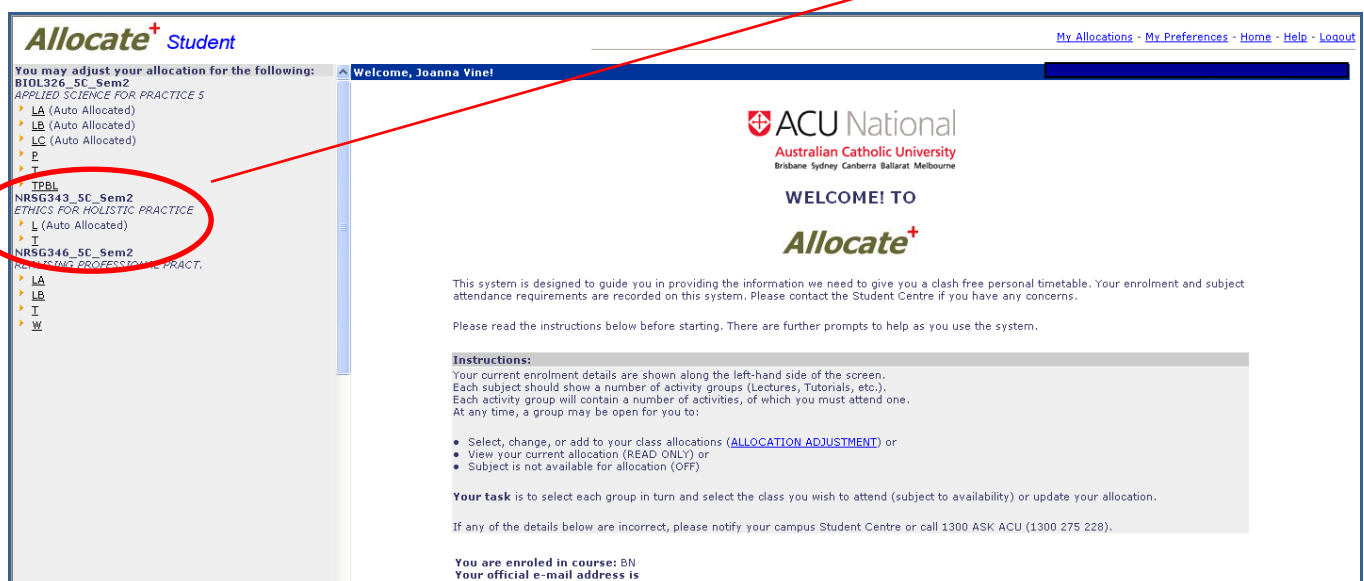 Allocate+ Student
My Allocations - My Preferences - Home - Help - Logout
You may adjust your allocation for the following:
BIOL326_5C_Sem2
APPLIED SCIENCE FOR PRACTICE 5
LA (Auto Allocated)
LB (Auto Allocated)
LC (Auto Allocated)
P
T
TPBL
NRSG343_5C_Sem2
ETHICS FOR HOLISTIC PRACTICE
L (Auto Allocated)
T
NRSG346_5C_Sem2
REALISING PROFESSIONAL PRACT.
LA
LB
T
W
Welcome, Joanna Vine!
ACU National
Australian Catholic University
Brisbane Sydney Canberra Ballarat Melbourne
WELCOME! TO
Allocate+
This system is designed to guide you in providing the information we need to give you a clash free personal timetable. Your enrolment and subject
attendance requirements are recorded on this system. Please contact the Student Centre if you have any concerns.
Please read the instructions below before starting. There are further prompts to help as you use the system.
Instructions:
Your current enrolment details are shown along the left-hand side of the screen.
Each subject should show a number of activity groups (Lectures, Tutorials, etc.).
Each activity group will contain a number of activities, of which you must attend one.
At any time, a group may be open for you to:
• Select, change, or add to your class allocations (ALLOCATION ADJUSTMENT) or
• View your current allocation (READ ONLY) or
• Subject is not available for allocation (OFF)
Your task is to select each group in turn and select the class you wish to attend (subject to availability) or update your allocation.
If any of the details below are incorrect, please notify your campus Student Centre or call 1300 ASK ACU (1300 275 228).
You are enroled in course: BN
Your official e-mail address is